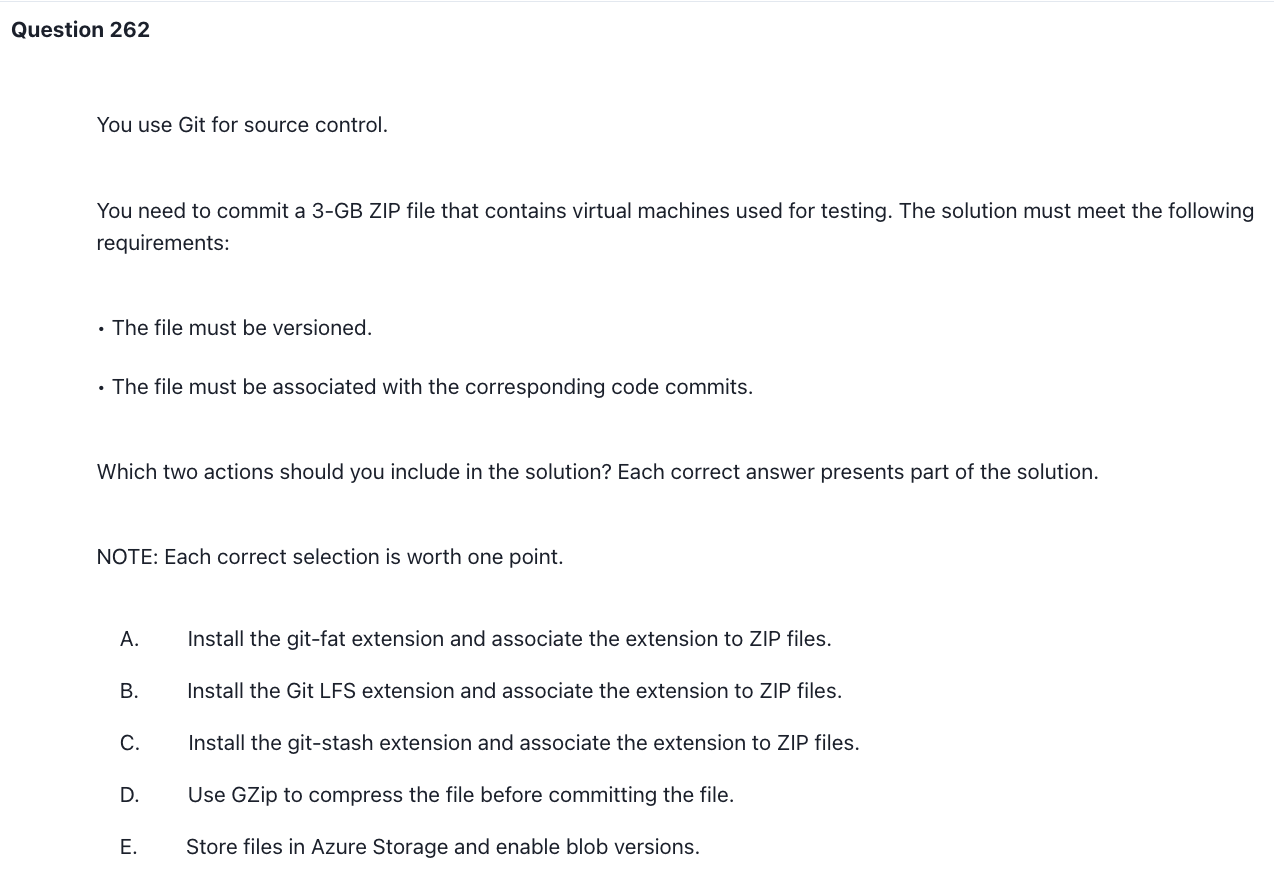 Question 262
You use Git for source control.
You need to commit a 3-GB ZIP file that contains virtual machines used for testing. The solution must meet the following
requirements:
• The file must be versioned.
• The file must be associated with the corresponding code commits.
Which two actions should you include in the solution? Each correct answer presents part of the solution.
NOTE: Each correct selection is worth one point.
A. Install the git-fat extension and associate the extension to ZIP files.
B. Install the Git LFS extension and associate the extension to ZIP files.
C. Install the git-stash extension and associate the extension to ZIP files.
D. Use GZip to compress the file before committing the file.
E. Store files in Azure Storage and enable blob versions.